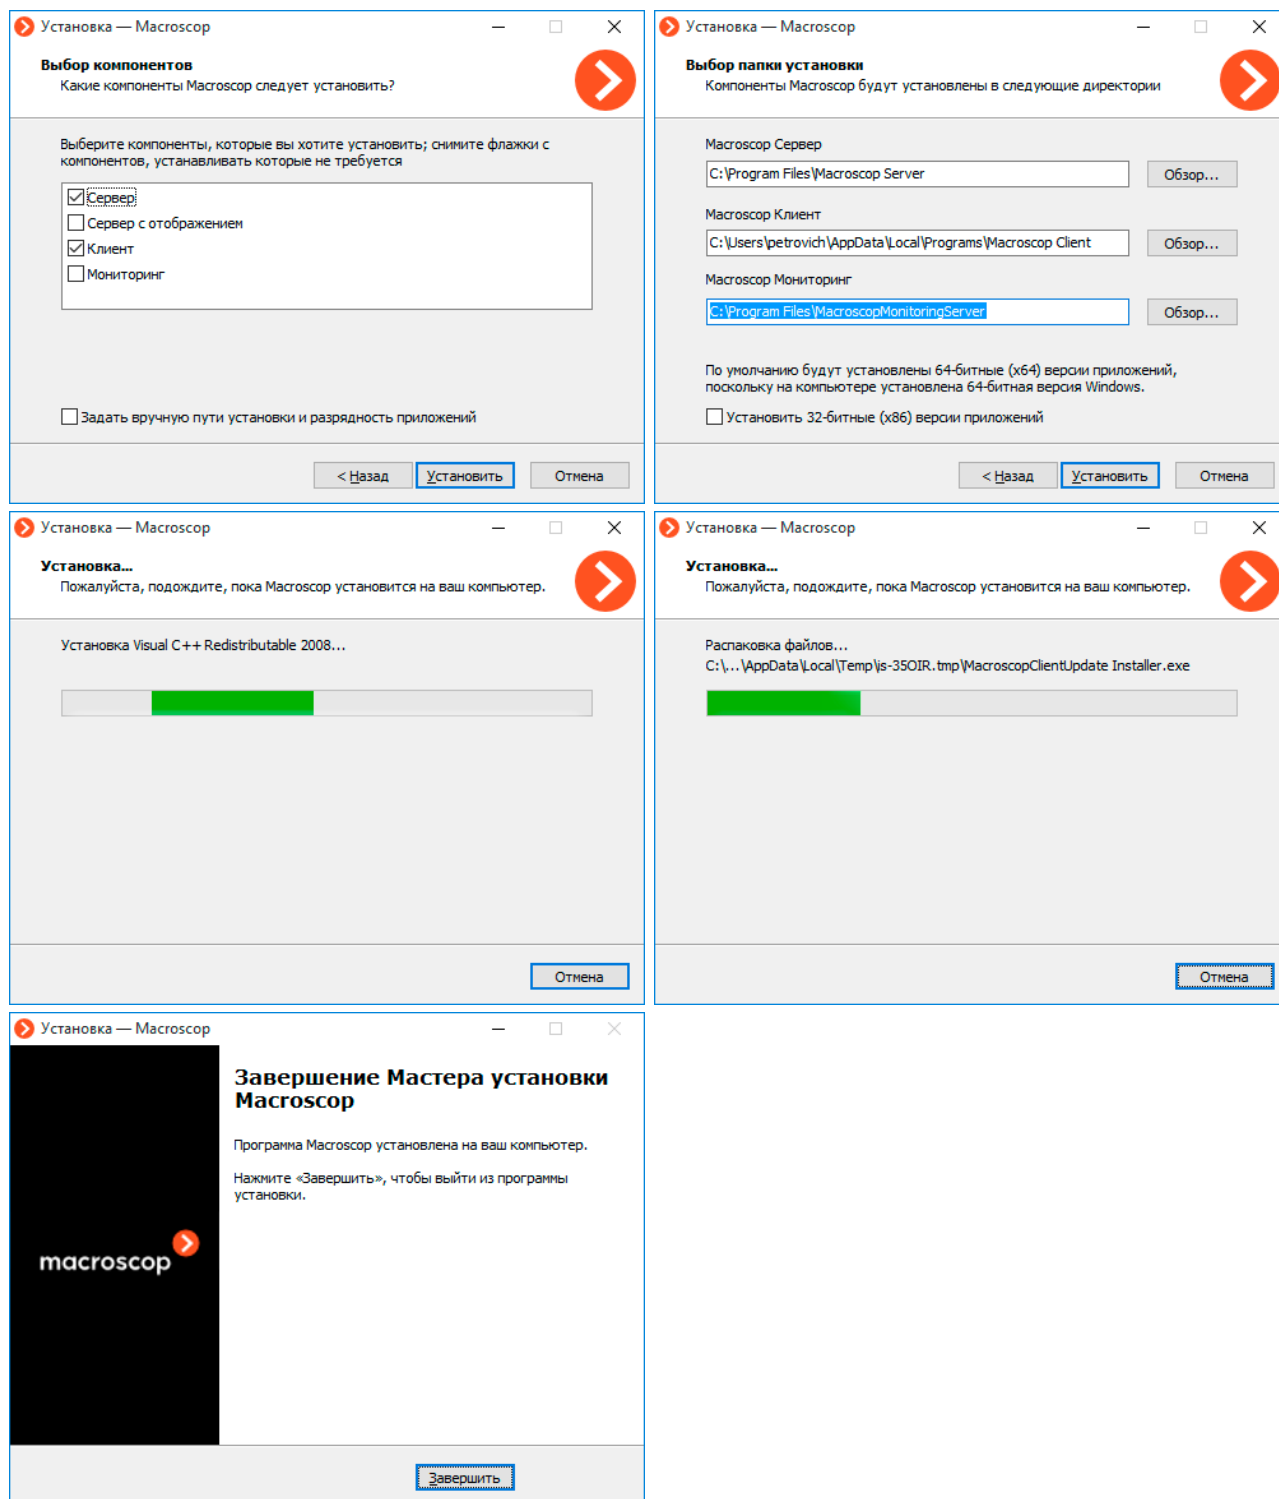 Установка — Macroscop
Выбор компонентов
Какие компоненты Macroscop следует установить?
Выберите компоненты, которые вы хотите установить; снимите флажки с
компонентов, устанавливать которые не требуется
Сервер
Сервер с отображением
Клиент
Мониторинг
Задать вручную пути установки и разрядность приложений
< Назад
Установить
Отмена
Установка — Macroscop
Выбор папки установки
Компоненты Macroscop будут установлены в следующие директории
Macroscop Сервер
C:\Program Files\Macroscop Server
Обзор...
Macroscop Клиент
C:\Users\petrovich\AppData\Local\Programs\Macroscop Client
Обзор...
Macroscop Мониторинг
C:\Program Files\MacroscopMonitoringServer
Обзор...
По умолчанию будут установлены 64-битные (x64) версии приложений,
поскольку на компьютере установлена 64-битная версия Windows.
Установить 32-битные (x86) версии приложений
< Назад
Установить
Отмена
Установка — Macroscop
Установка...
Пожалуйста, подождите, пока Macroscop установится на ваш компьютер.
Установка Visual C++ Redistributable 2008...
Отмена
Установка — Macroscop
Установка...
Пожалуйста, подождите, пока Macroscop установится на ваш компьютер.
Распаковка файлов...
C:\...\AppData\Local\Temp\is-35OIR.tmp\MacroscopClientUpdate Installer.exe
Отмена
Установка — Macroscop
Завершение Мастера установки
Macroscop
Программа Macroscop установлена на ваш компьютер.
Нажмите «Завершить», чтобы выйти из программы
установки.
macroscop
Завершить